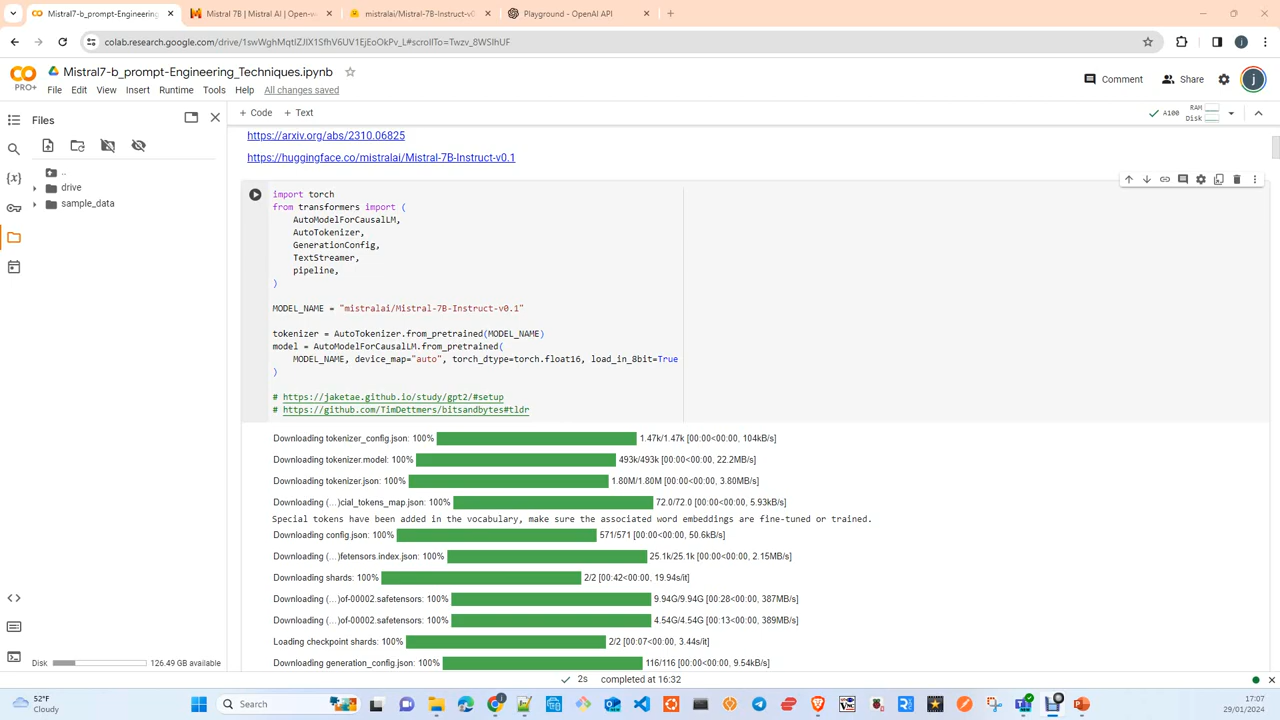 Mistral7-b_prompt-Engineering
Mistral 7B | Mistral AI | Open-w
mistralai/Mistral-7B-Instruct-v0
Playground - OpenAI API
colab.research.google.com/drive/1swWghMqtIZJIX1SfhV6UV1EjEoOkPv_L#scrollTo=Twzv_8WSIhUF
Mistral7-b_prompt-Engineering_Techniques.ipynb
PRO+
File Edit View Insert Runtime Tools Help All changes saved
Comment
Share
j
Files
+ Code + Text
A100
RAM
Disk
..
drive
sample_data
https://arxiv.org/abs/2310.06825
https://huggingface.co/mistralai/Mistral-7B-Instruct-v0.1
import torch
from transformers import (
AutoModelForCausalLM,
AutoTokenizer,
GenerationConfig,
TextStreamer,
pipeline,
)
MODEL_NAME = "mistralai/Mistral-7B-Instruct-v0.1"
tokenizer = AutoTokenizer.from_pretrained(MODEL_NAME)
model = AutoModelForCausalLM.from_pretrained(
MODEL_NAME, device_map="auto", torch_dtype=torch.float16, load_in_8bit=True
)
# https://jaketae.github.io/study/gpt2/#setup
# https://github.com/TimDettmers/bitsandbytes#tldr
Downloading tokenizer_config.json: 100% 1.47k/1.47k [00:00<00:00, 104kB/s]
Downloading tokenizer.model: 100% 493k/493k [00:00<00:00, 22.2MB/s]
Downloading tokenizer.json: 100% 1.80M/1.80M [00:00<00:00, 3.80MB/s]
Downloading (…)cial_tokens_map.json: 100% 72.0/72.0 [00:00<00:00, 5.93kB/s]
Special tokens have been added in the vocabulary, make sure the associated word embeddings are fine-tuned or trained.
Downloading config.json: 100% 571/571 [00:00<00:00, 50.6kB/s]
Downloading (…)fetensors.index.json: 100% 25.1k/25.1k [00:00<00:00, 2.15MB/s]
Downloading shards: 100% 2/2 [00:42<00:00, 19.94s/it]
Downloading (…)of-00002.safetensors: 100% 9.94G/9.94G [00:28<00:00, 387MB/s]
Downloading (…)of-00002.safetensors: 100% 4.54G/4.54G [00:13<00:00, 389MB/s]
Loading checkpoint shards: 100% 2/2 [00:07<00:00, 3.44s/it]
Downloading generation_config.json: 100% 116/116 [00:00<00:00, 9.54kB/s]
Disk 126.49 GB available
2s completed at 16:32
52°F
Cloudy
Search
17:07
29/01/2024